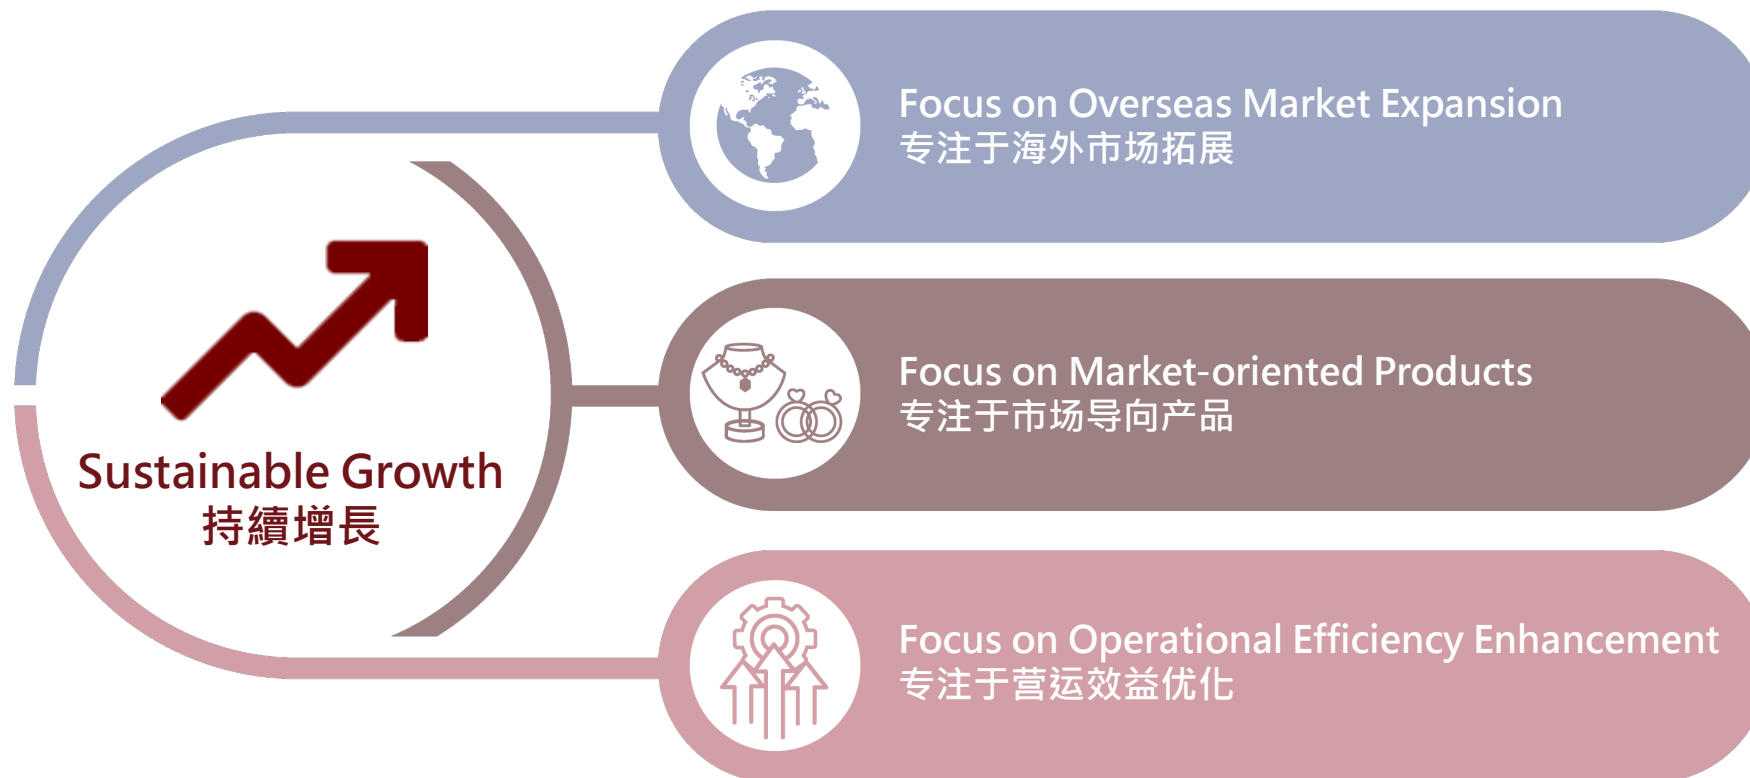 Focus on Overseas Market Expansion
专注于海外市场拓展
Focus on Market-oriented Products
专注于市场导向产品
Sustainable Growth
持續增長
Focus on Operational Efficiency Enhancement
专注于营运效益优化